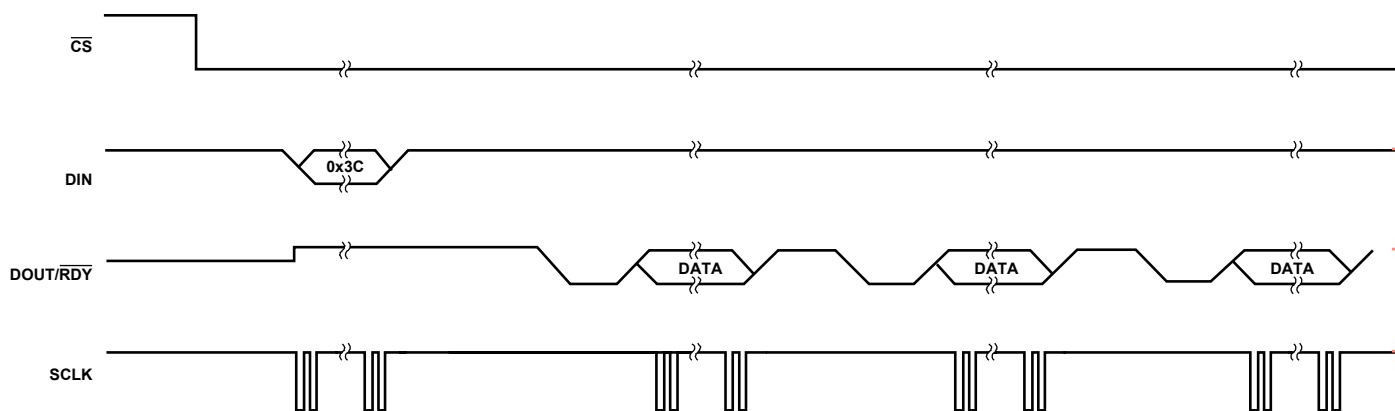 CS
DIN
0x3C
DOUT/RDY
DATA
DATA
DATA
SCLK